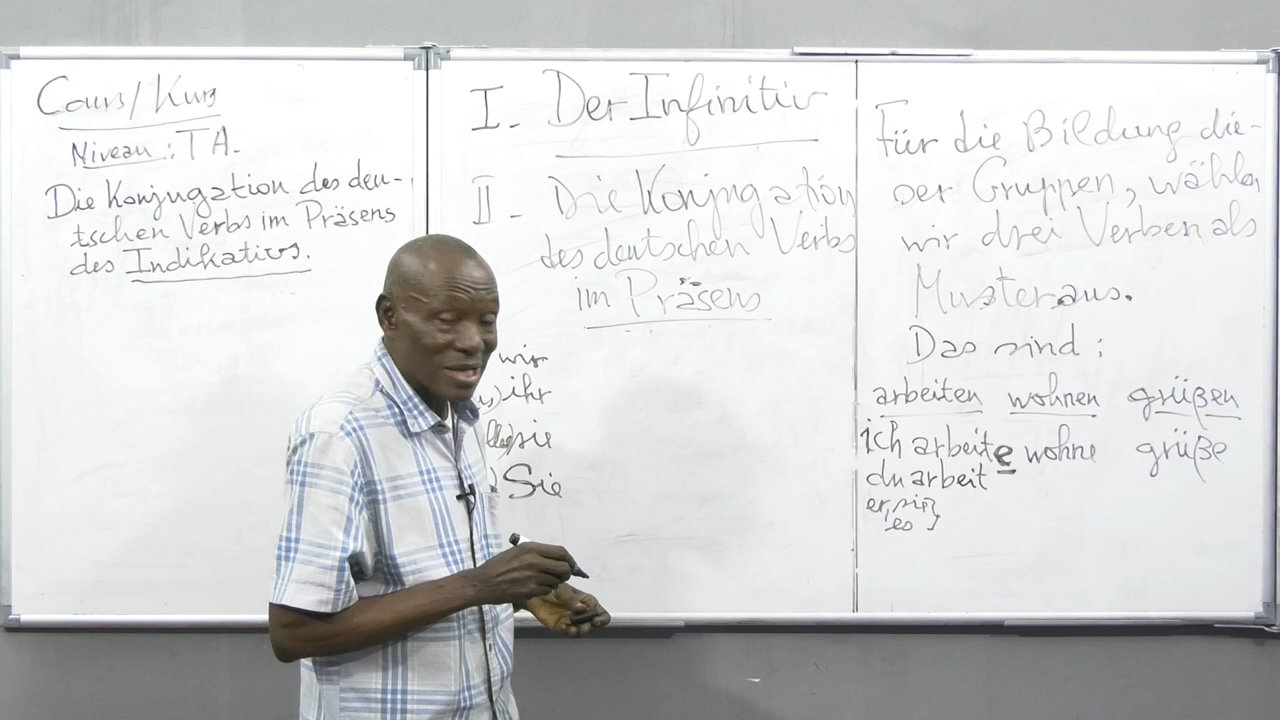 Cours/Kurs
Niveau : TA.
Die Konjugation des deu-
tschen Verbs im Präsens
des Indikativs.
I - Der Infinitiv
II - Die Konjugation
des deutschen Verbs
im Präsens
wir
ihr
sie
Sie
Für die Bildung die-
ser Gruppen, wählen
wir drei Verben als
Muster aus.
Das sind :
arbeiten wohnen grüßen
ich arbeite wohne grüße
du arbeit
er, sie
es }